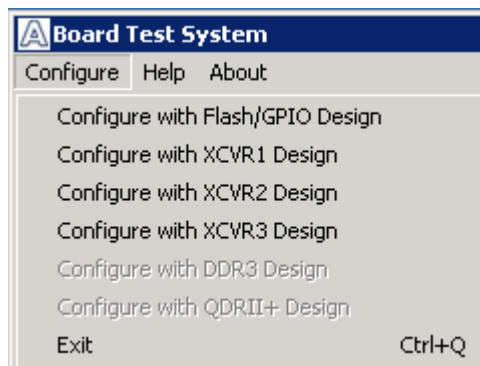 Board Test System
Configure Help About
Configure with Flash/GPIO Design
Configure with XCVR1 Design
Configure with XCVR2 Design
Configure with XCVR3 Design
Configure with DDR3 Design
Configure with QDRII+ Design
Exit Ctrl+Q